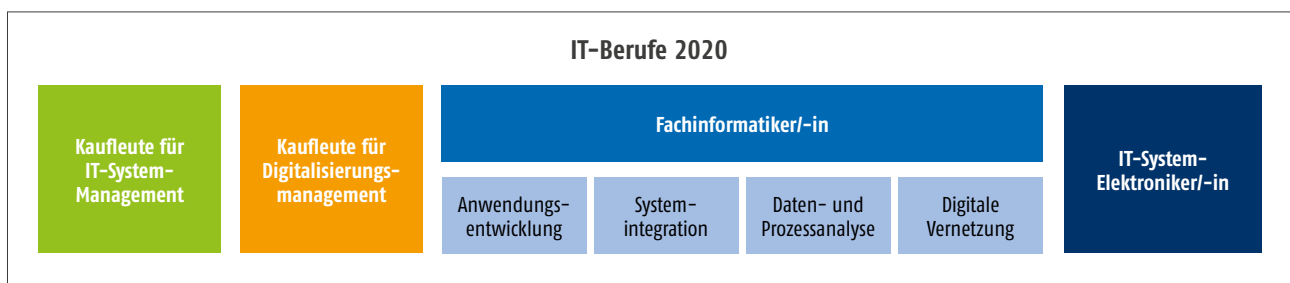 IT-Berufe 2020
Kaufleute für
IT-System-
Management
Kaufleute für
Digitalisierungs-
management
Fachinformatiker/-in
Anwendungs-
entwicklung
System-
integration
Daten- und
Prozessanalyse
Digitale
Vernetzung
IT-System-
Elektroniker/-in